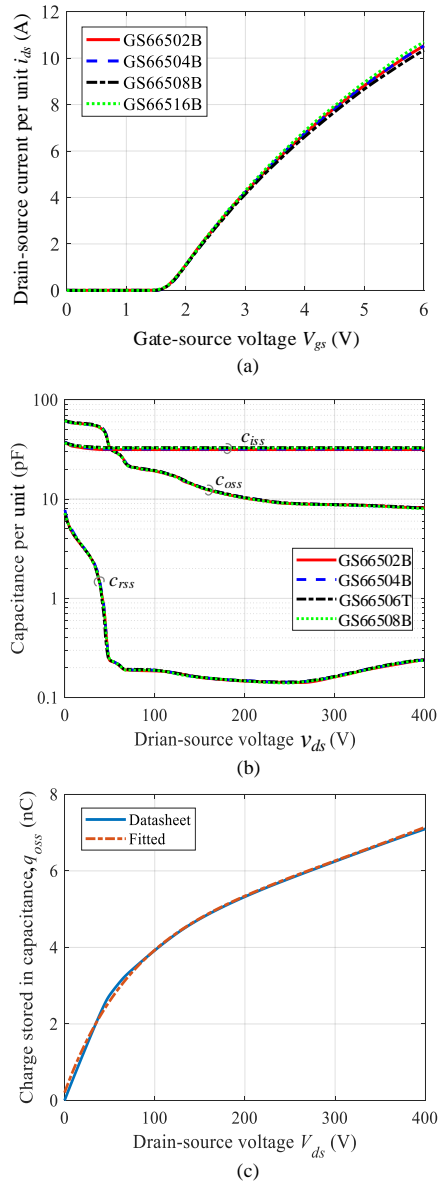 12
10
8
6
4
2
0
Drain-source current per unit i_ds (A)
GS66502B
GS66504B
GS66508B
GS66516B
0 1 2 3 4 5 6
Gate-source voltage V_gs (V)
(a)
100
10
1
0.1
Capacitance per unit (pF)
c_iss
c_oss
c_rss
GS66502B
GS66504B
GS66506T
GS66508B
0 100 200 300 400
Drian-source voltage v_ds (V)
(b)
8
6
4
2
0
Charge stored in capacitance, q_oss (nC)
Datasheet
Fitted
0 100 200 300 400
Drain-source voltage V_ds (V)
(c)